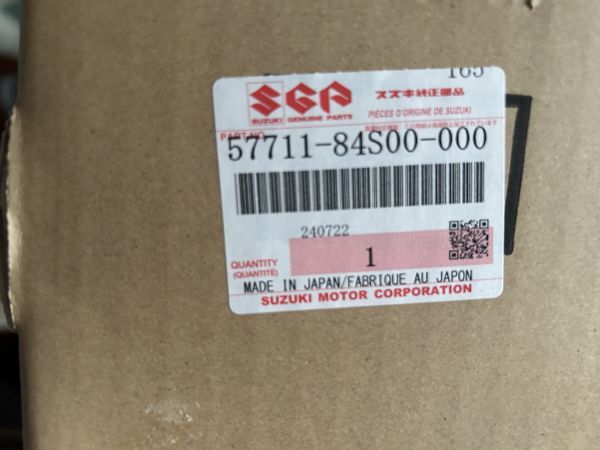 165
SGP
スズキ純正部品
SUZUKI GENUINE PARTS
PIÈCES D'ORIGINE DE SUZUKI
PART NO.
57711-84S00-000
240722
1
QUANTITY
(QUANTITÉ)
MADE IN JAPAN/FABRIQUE AU JAPON
SUZUKI MOTOR CORPORATION